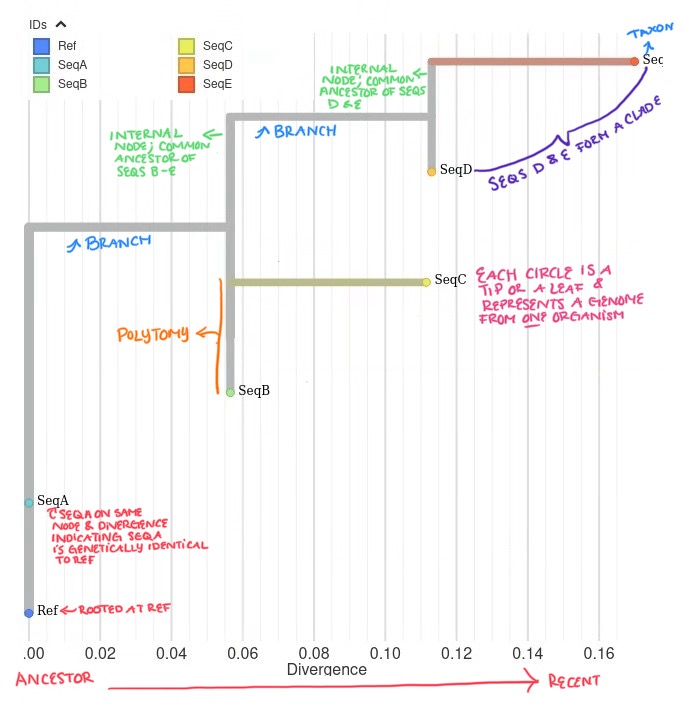 IDs
Ref
SeqA
SeqB
SeqC
SeqD
SeqE
TAXON
Sec
INTERNAL
NODE; COMMON
ANCESTOR OF SEQS
D & E
BRANCH
INTERNAL
NODE; COMMON
ANCESTOR OF
SEQS B-E
SeqD
SEQS D & E FORM A CLADE
BRANCH
SeqC
EACH CIRCLE IS A
TIP OR A LEAF &
REPRESENTS A GENOME
FROM ONE ORGANISM
POLYTOMY
SeqB
SeqA
SEQA ON SAME
NODE & DIVERGENCE
INDICATING SEQA
IS GENETICALLY IDENTICAL
TO REF
Ref
ROOTED AT REF
.00 0.02 0.04 0.06 0.08 0.10 0.12 0.14 0.16
Divergence
ANCESTOR RECENT